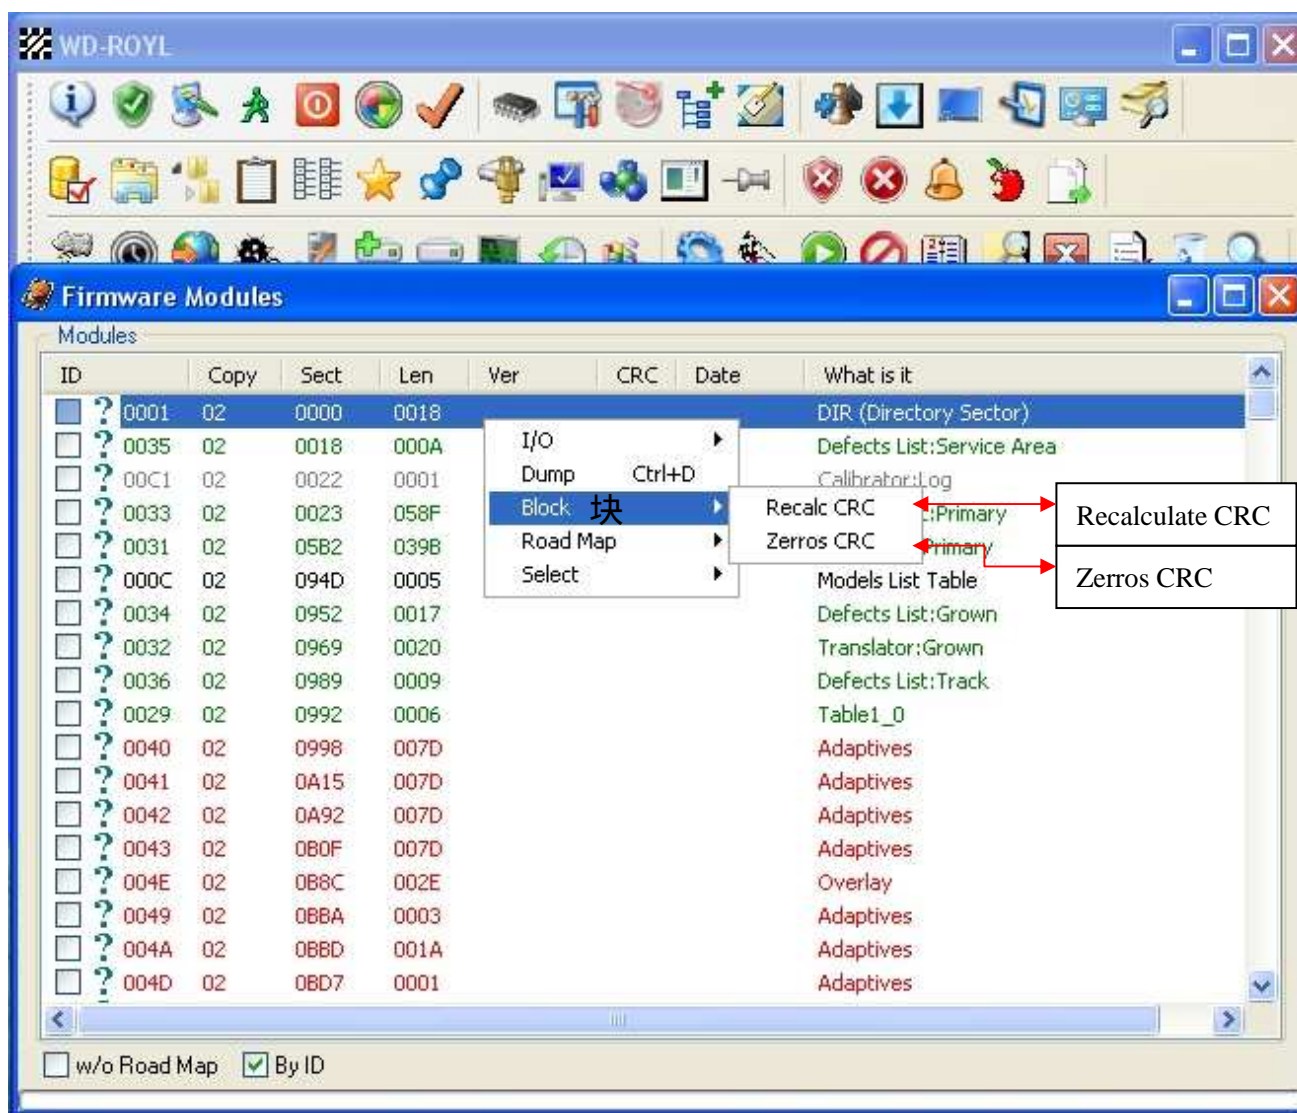 WD-ROYL
Firmware Modules
Modules
ID Copy Sect Len Ver CRC Date What is it
? 0001 02 0000 0018 DIR (Directory Sector)
? 0035 02 0018 000A Defects List:Service Area
? 00C1 02 0022 0001 Calibrator:Log
? 0033 02 0023 058F :Primary
? 0031 02 05B2 039B Primary
? 000C 02 094D 0005 Models List Table
? 0034 02 0952 0017 Defects List:Grown
? 0032 02 0969 0020 Translator:Grown
? 0036 02 0989 0009 Defects List:Track
? 0029 02 0992 0006 Table1_0
? 0040 02 0998 007D Adaptives
? 0041 02 0A15 007D Adaptives
? 0042 02 0A92 007D Adaptives
? 0043 02 0B0F 007D Adaptives
? 004E 02 0B8C 002E Overlay
? 0049 02 0BBA 0003 Adaptives
? 004A 02 0BBD 001A Adaptives
? 004D 02 0BD7 0001 Adaptives
I/O
Dump Ctrl+D
Block 块
Road Map
Select
Recalc CRC
Zerros CRC
Recalculate CRC
Zerros CRC
w/o Road Map By ID